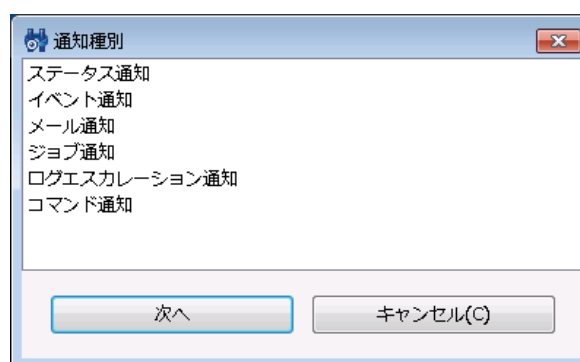 通知種別
ステータス通知
イベント通知
メール通知
ジョブ通知
ログエスカレーション通知
コマンド通知
次へ
キャンセル(C)